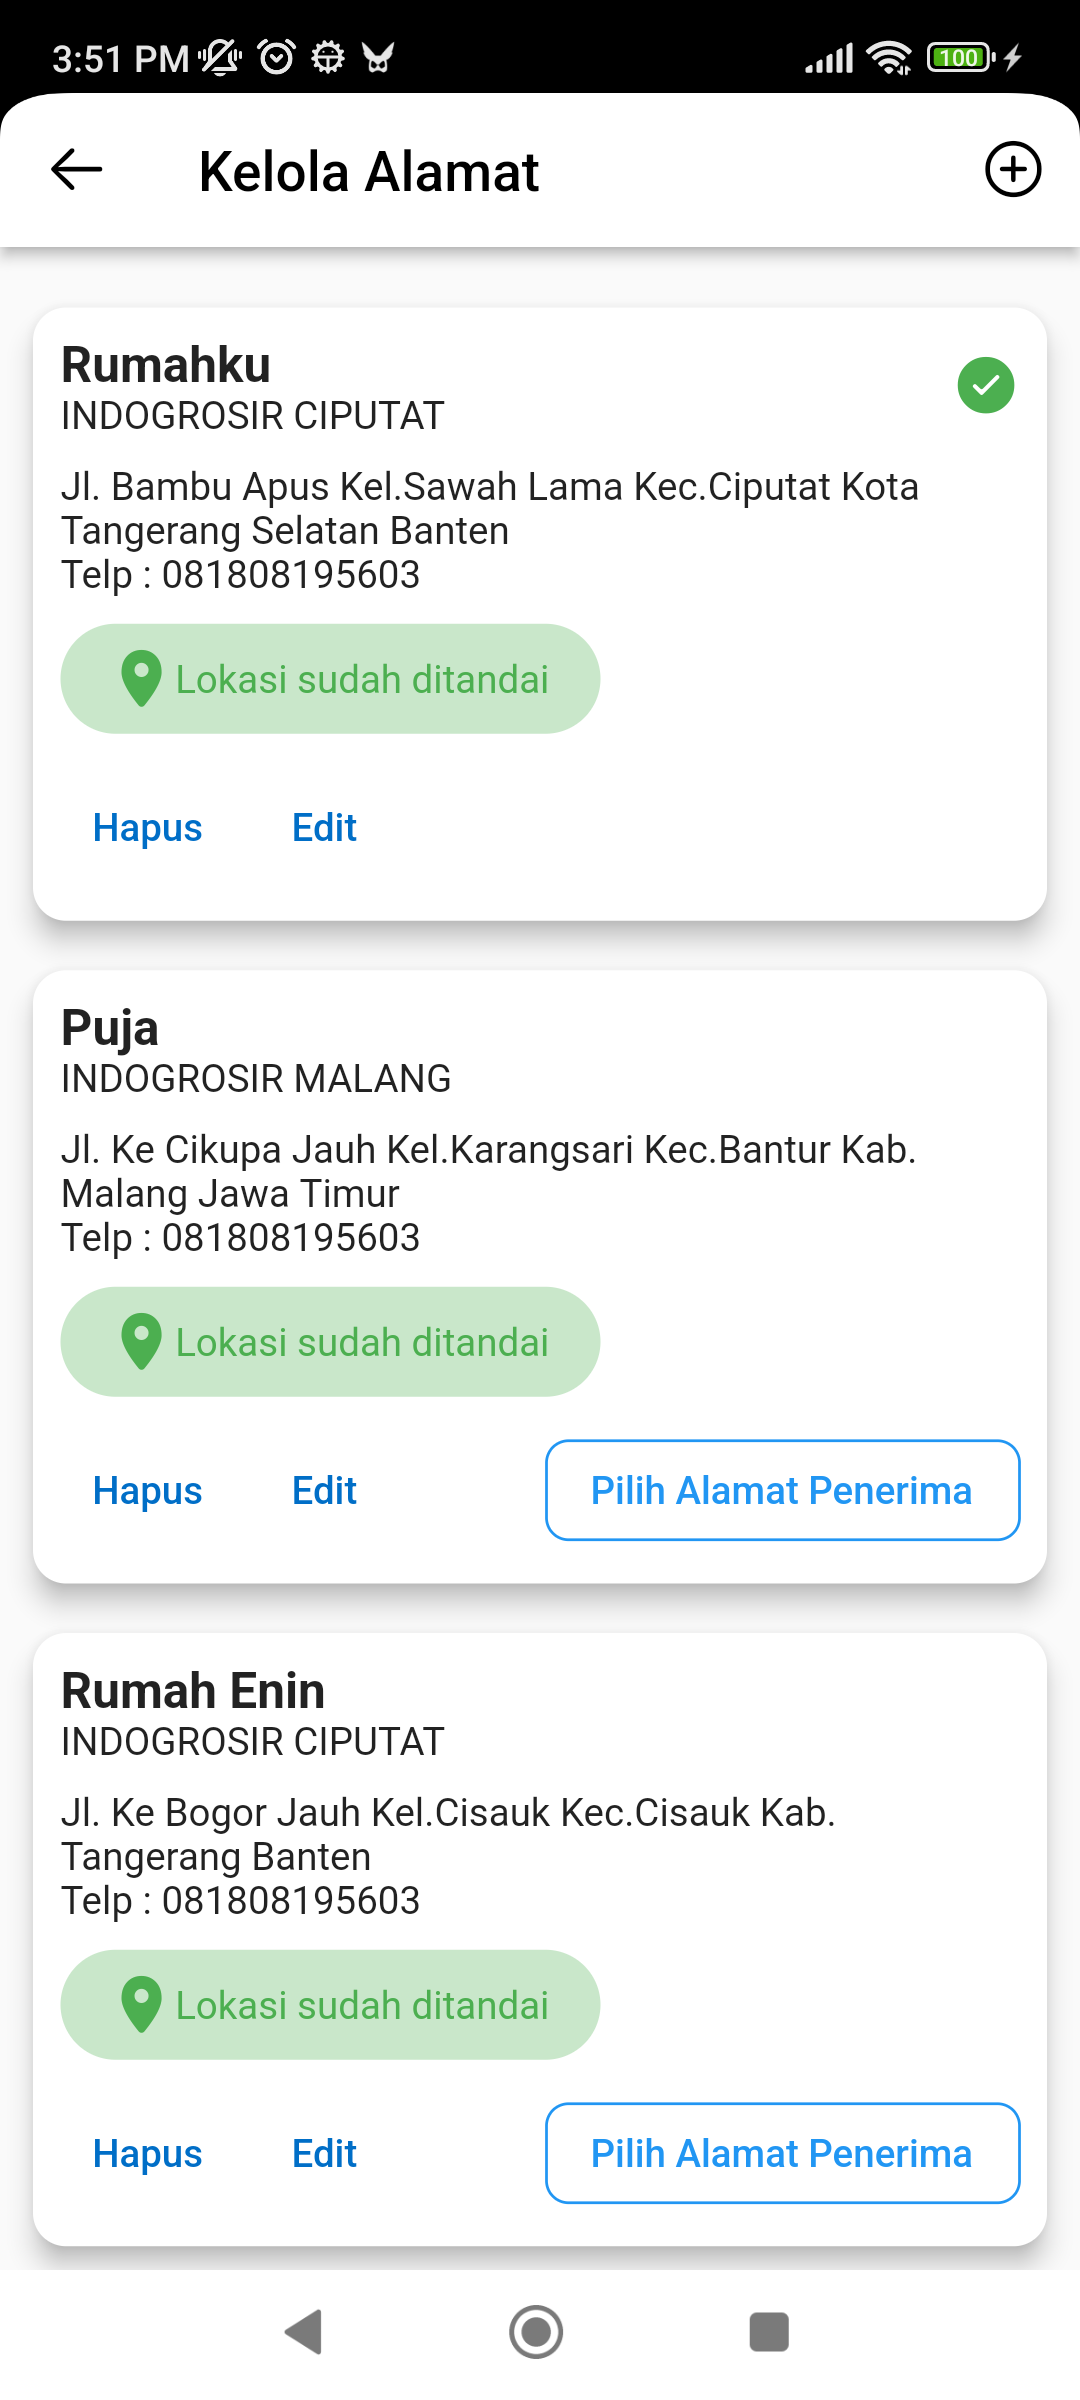 3:51 PM
100
Kelola Alamat
Rumahku
INDOGROSIR CIPUTAT
Jl. Bambu Apus Kel.Sawah Lama Kec.Ciputat Kota
Tangerang Selatan Banten
Telp : 081808195603
Lokasi sudah ditandai
Hapus Edit
Puja
INDOGROSIR MALANG
Jl. Ke Cikupa Jauh Kel.Karangsari Kec.Bantur Kab.
Malang Jawa Timur
Telp : 081808195603
Lokasi sudah ditandai
Hapus Edit Pilih Alamat Penerima
Rumah Enin
INDOGROSIR CIPUTAT
Jl. Ke Bogor Jauh Kel.Cisauk Kec.Cisauk Kab.
Tangerang Banten
Telp : 081808195603
Lokasi sudah ditandai
Hapus Edit Pilih Alamat Penerima